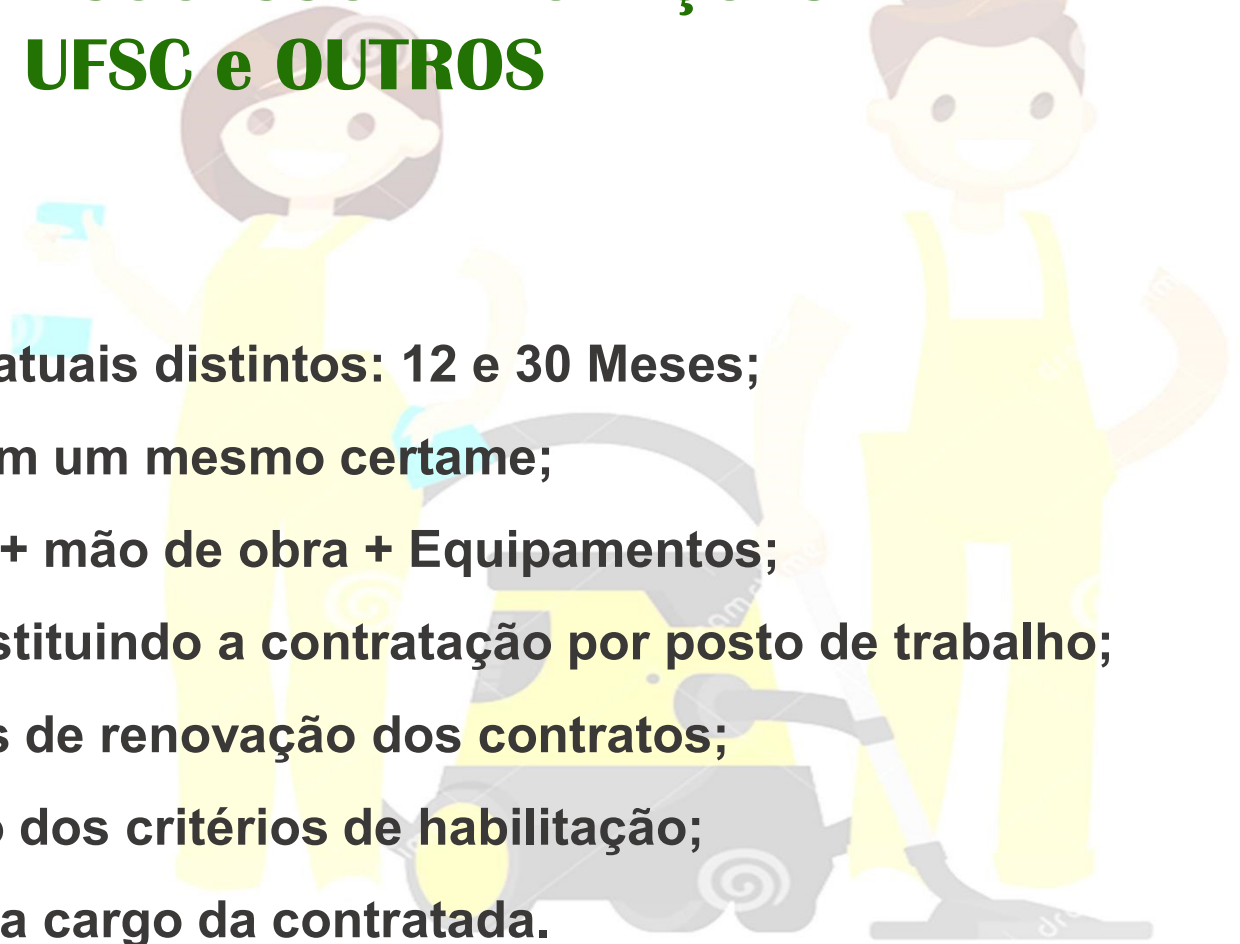 UFSC e OUTROS
atuais distintos: 12 e 30 Meses;
m um mesmo certame;
+ mão de obra + Equipamentos;
stituindo a contratação por posto de trabalho;
s de renovação dos contratos;
o dos critérios de habilitação;
a cargo da contratada.